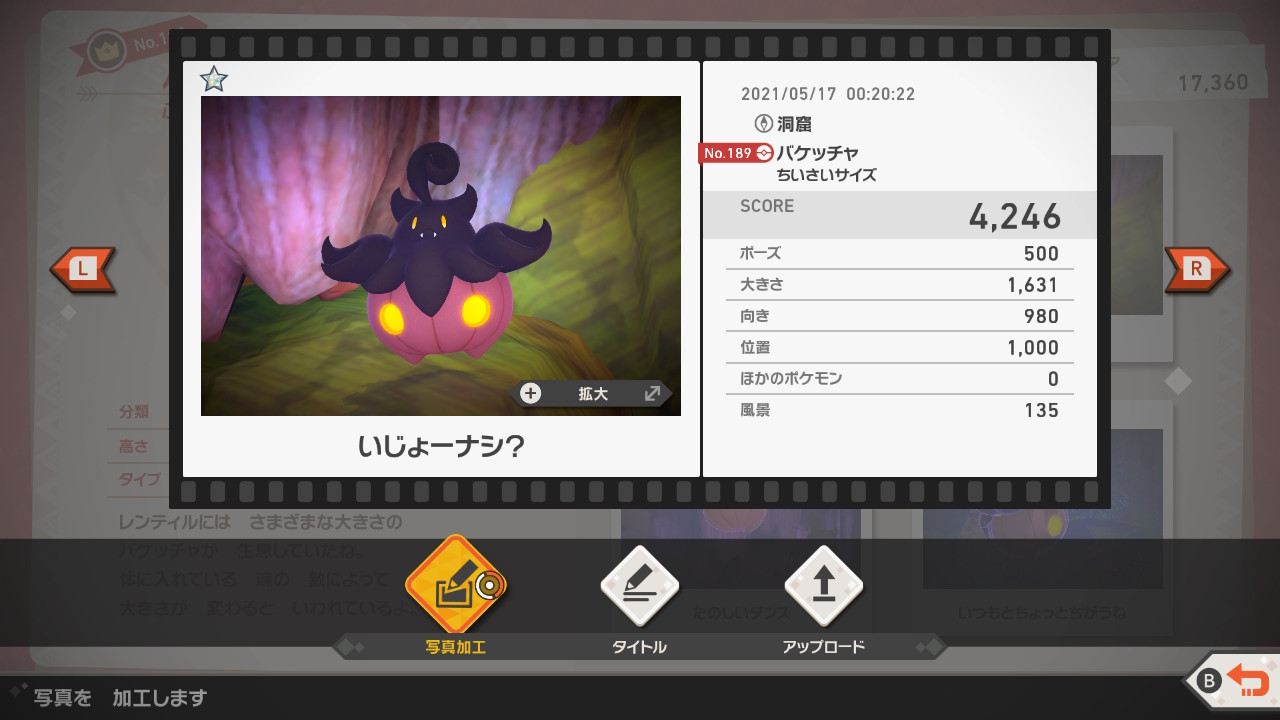 No.1
17,360
2021/05/17 00:20:22
洞窟
No.189 バケッチャ
ちいさいサイズ
SCORE 4,246
ポーズ 500
大きさ 1,631
向き 980
位置 1,000
ほかのポケモン 0
風景 135
L
R
+ 拡大
いじょーナシ?
分類
高さ
タイプ
レンティルには さまざまな大きさの
バケッチャが 生息していたね。
体に入れている 魂の 数によって
大きさが 変わると いわれているよ
たのしいダンス
いつもとちょっとちがうな
写真加工
タイトル
アップロード
B
写真を 加工します